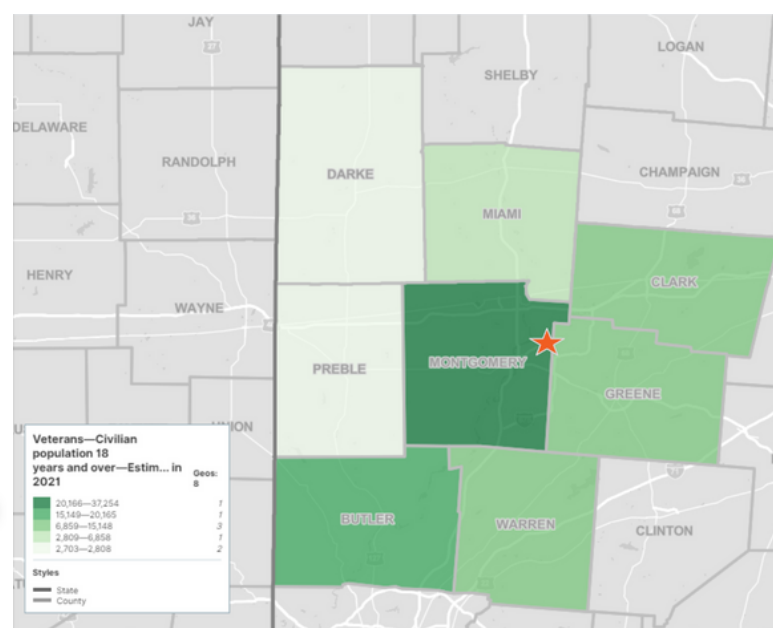 JAY
LOGAN
SHELBY
DELAWARE
RANDOLPH
DARKE
CHAMPAIGN
MIAMI
HENRY
CLARK
WAYNE
PREBLE
MONTGOMERY
GREENE
UNION
Veterans—Civilian
population 18
years and over—Estim... in
2021
Geos:
8
20,166—37,254 1
15,149—20,165 1
6,859—15,148 3
2,809—6,858 1
2,703—2,808 2
Styles
State
County
BUTLER
WARREN
CLINTON